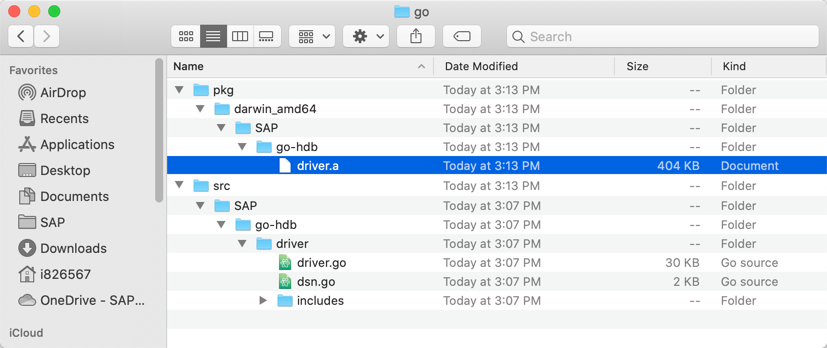 go
Search
Favorites
AirDrop
Recents
Applications
Desktop
Documents
SAP
Downloads
i826567
OneDrive - SAP...
iCloud
Name Date Modified Size Kind
pkg Today at 3:13 PM -- Folder
darwin_amd64 Today at 3:13 PM -- Folder
SAP Today at 3:13 PM -- Folder
go-hdb Today at 3:13 PM -- Folder
driver.a Today at 3:13 PM 404 KB Document
src Today at 3:13 PM -- Folder
SAP Today at 3:07 PM -- Folder
go-hdb Today at 3:07 PM -- Folder
driver Today at 3:07 PM -- Folder
driver.go Today at 3:07 PM 30 KB Go source
dsn.go Today at 3:07 PM 2 KB Go source
includes Today at 3:07 PM -- Folder